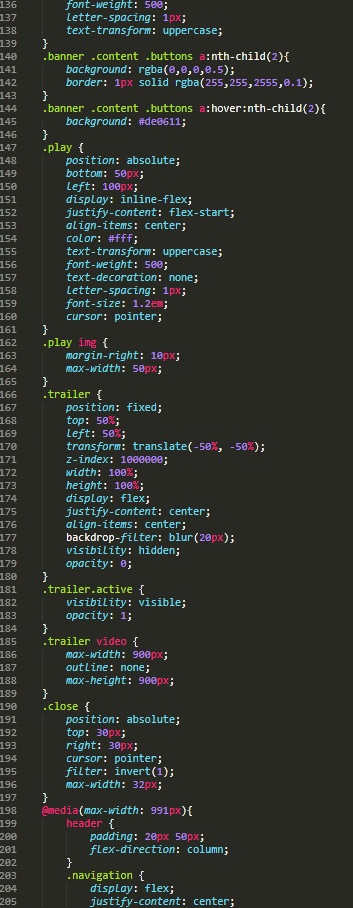 136 font-weight: 500;
137 letter-spacing: 1px;
138 text-transform: uppercase;
139 }
140 .banner .content .buttons a:nth-child(2){
141 background: rgba(0,0,0,0.5);
142 border: 1px solid rgba(255,255,2555,0.1);
143 }
144 .banner .content .buttons a:hover:nth-child(2){
145 background: #de0611;
146 }
147 .play {
148 position: absolute;
149 bottom: 50px;
150 left: 100px;
151 display: inline-flex;
152 justify-content: flex-start;
153 align-items: center;
154 color: #fff;
155 text-transform: uppercase;
156 font-weight: 500;
157 text-decoration: none;
158 letter-spacing: 1px;
159 font-size: 1.2em;
160 cursor: pointer;
161 }
162 .play img {
163 margin-right: 10px;
164 max-width: 50px;
165 }
166 .trailer {
167 position: fixed;
168 top: 50%;
169 left: 50%;
170 transform: translate(-50%, -50%);
171 z-index: 1000000;
172 width: 100%;
173 height: 100%;
174 display: flex;
175 justify-content: center;
176 align-items: center;
177 backdrop-filter: blur(20px);
178 visibility: hidden;
179 opacity: 0;
180 }
181 .trailer.active {
182 visibility: visible;
183 opacity: 1;
184 }
185 .trailer video {
186 max-width: 900px;
187 outline: none;
188 max-height: 900px;
189 }
190 .close {
191 position: absolute;
192 top: 30px;
193 right: 30px;
194 cursor: pointer;
195 filter: invert(1);
196 max-width: 32px;
197 }
198 @media(max-width: 991px){
199 header {
200 padding: 20px 50px;
201 flex-direction: column;
202 }
203 .navigation {
204 display: flex;
205 justify-content: center;